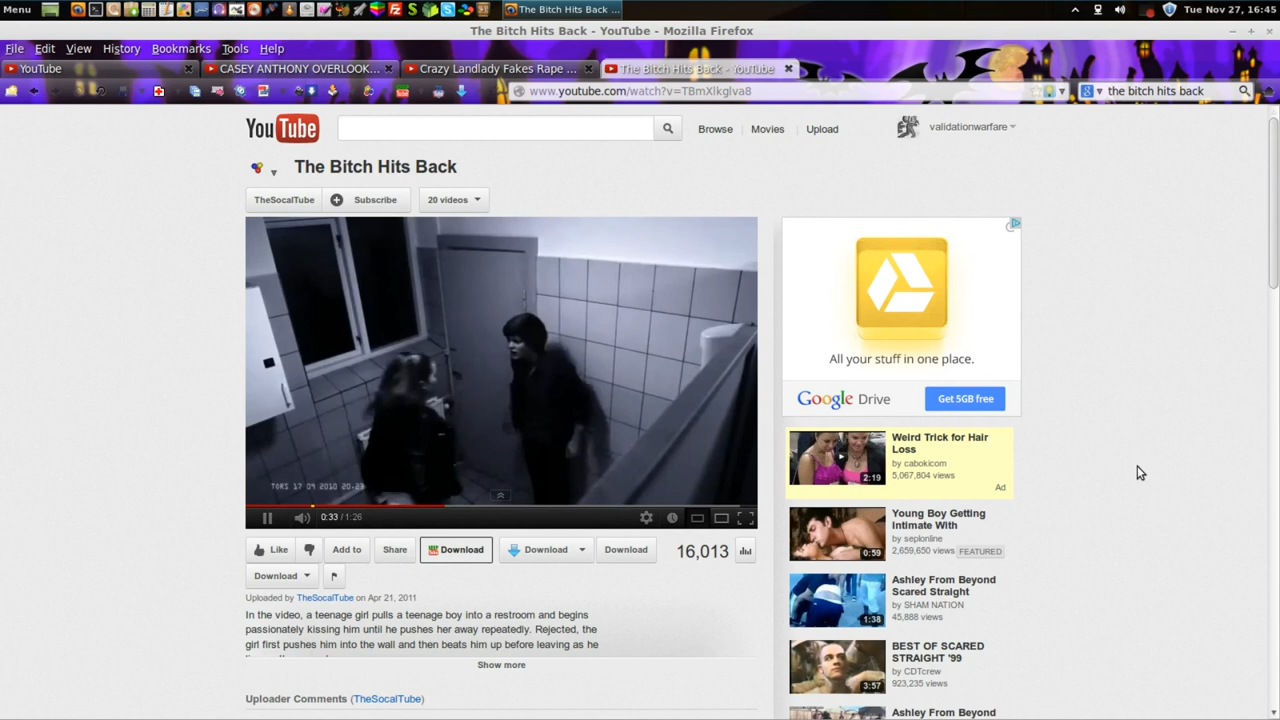 Menu
The Bitch Hits Back ...
Tue Nov 27, 16:45
The Bitch Hits Back - YouTube - Mozilla Firefox
File Edit View History Bookmarks Tools Help
YouTube
CASEY ANTHONY OVERLOOK...
Crazy Landlady Fakes Rape ...
The Bitch Hits Back - YouTube
www.youtube.com/watch?v=TBmXlkglva8
the bitch hits back
YouTube
Browse Movies Upload
validationwarfare
The Bitch Hits Back
TheSocalTube Subscribe 20 videos
TORS 17 09 2010 20:23
0:33 / 1:26
Like Add to Share Download Download Download 16,013
Download
Uploaded by TheSocalTube on Apr 21, 2011
In the video, a teenage girl pulls a teenage boy into a restroom and begins
passionately kissing him until he pushes her away repeatedly. Rejected, the
girl first pushes him into the wall and then beats him up before leaving as he
Show more
Uploader Comments (TheSocalTube)
All your stuff in one place.
Google Drive Get 5GB free
Weird Trick for Hair
Loss
by cabokicom
5,067,804 views
Ad
2:19
Young Boy Getting
Intimate With
by seplonline
2,659,650 views FEATURED
0:59
Ashley From Beyond
Scared Straight
by SHAM NATION
45,888 views
1:38
BEST OF SCARED
STRAIGHT '99
by CDTcrew
923,235 views
3:57
Ashley From Beyond